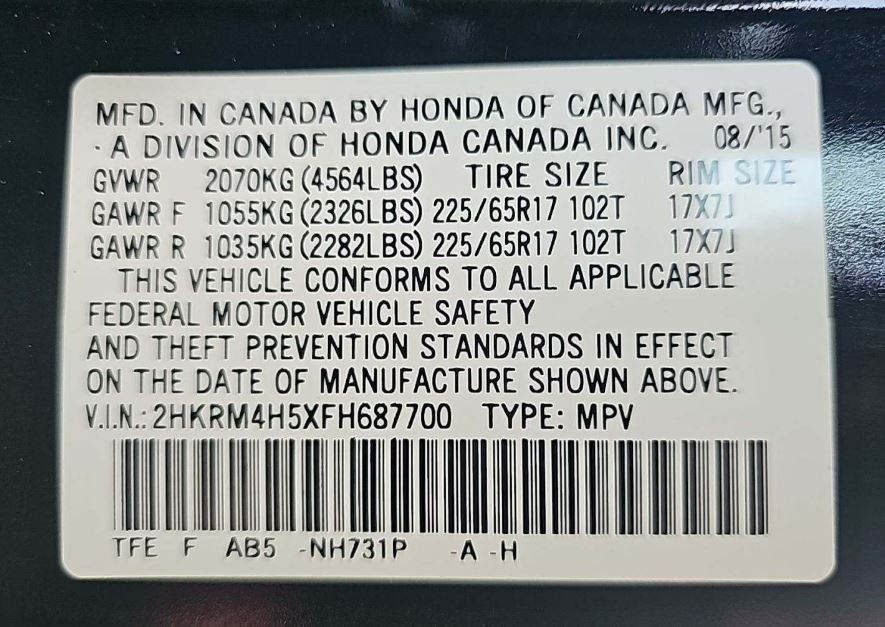 MFD. IN CANADA BY HONDA OF CANADA MFG.,
· A DIVISION OF HONDA CANADA INC. 08/'15
GVWR 2070KG (4564LBS) TIRE SIZE RIM SIZE
GAWR F 1055KG (2326LBS) 225/65R17 102T 17X7J
GAWR R 1035KG (2282LBS) 225/65R17 102T 17X7J
THIS VEHICLE CONFORMS TO ALL APPLICABLE
FEDERAL MOTOR VEHICLE SAFETY
AND THEFT PREVENTION STANDARDS IN EFFECT
ON THE DATE OF MANUFACTURE SHOWN ABOVE.
V.I.N.: 2HKRM4H5XFH687700 TYPE: MPV
TFE F AB5 -NH731P -A -H